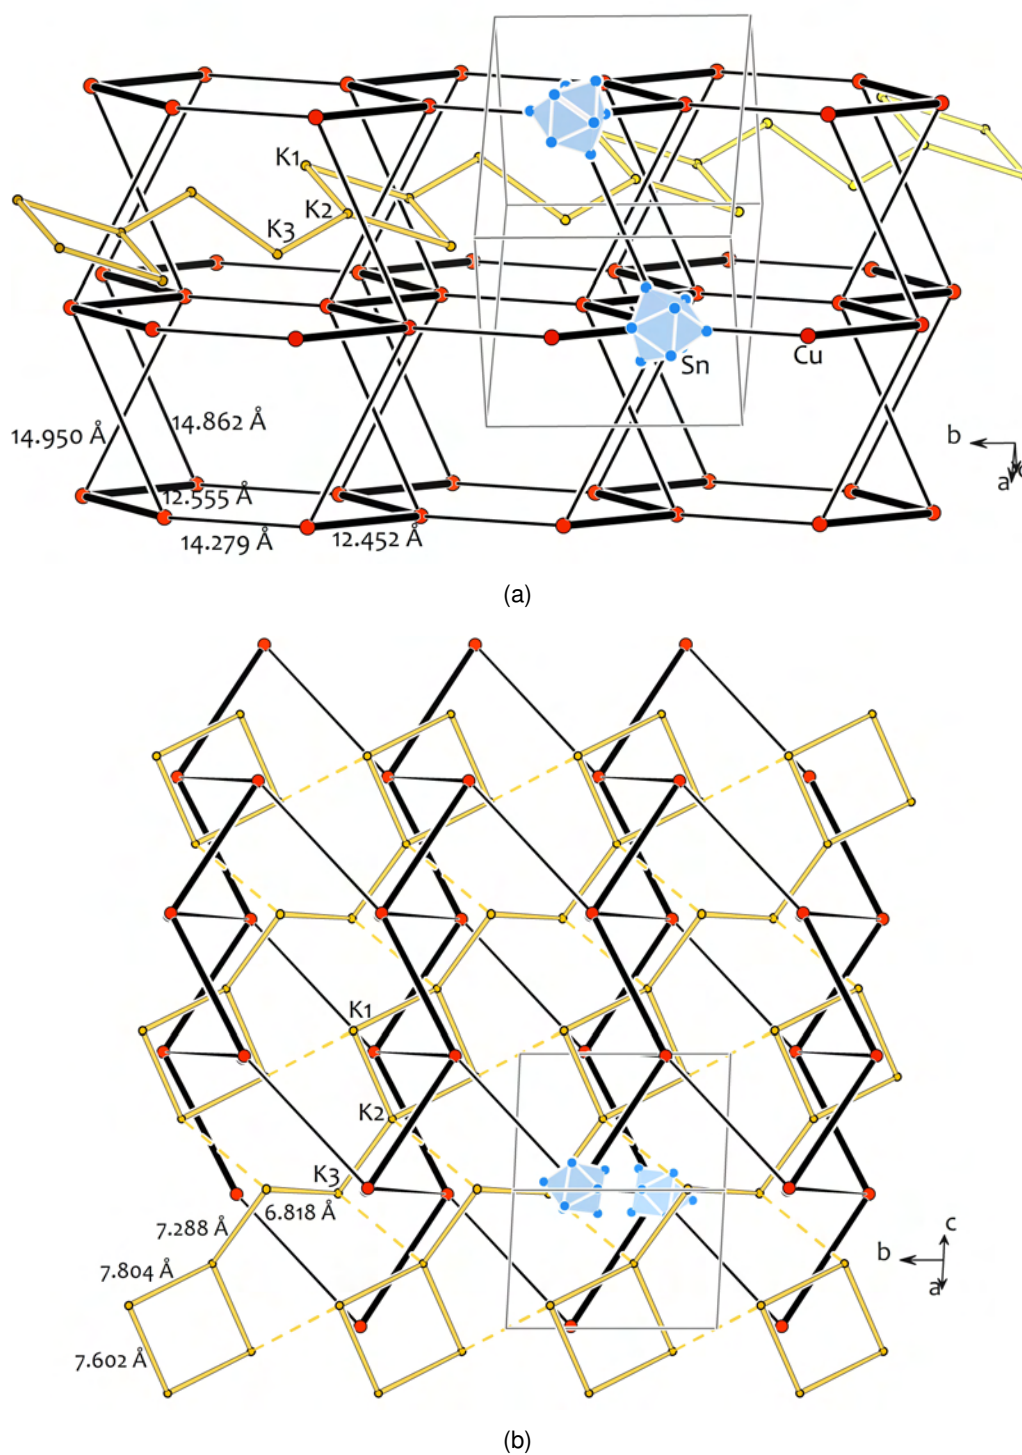 K1
K2
K3
Sn
Cu
b
a
14.950 Å
14.862 Å
12.555 Å
14.279 Å
12.452 Å
(a)
K1
K2
K3
6.818 Å
7.288 Å
7.804 Å
7.602 Å
c
b
a
(b)